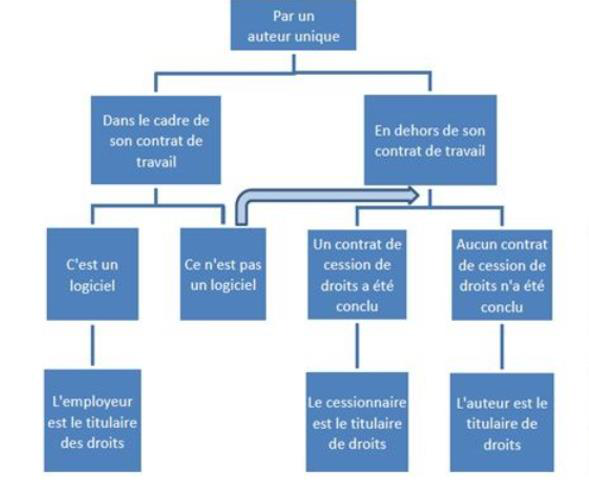 Par un
auteur unique
Dans le cadre de
son contrat de
travail
En dehors de son
contrat de travail
C'est un
logiciel
Ce n'est pas
un logiciel
Un contrat de
cession de
droits a été
conclu
Aucun contrat
de cession de
droits n'a été
conclu
L'employeur
est le titulaire
des droits
Le cessionnaire
est le titulaire
de droits
L'auteur est le
titulaire de
droits